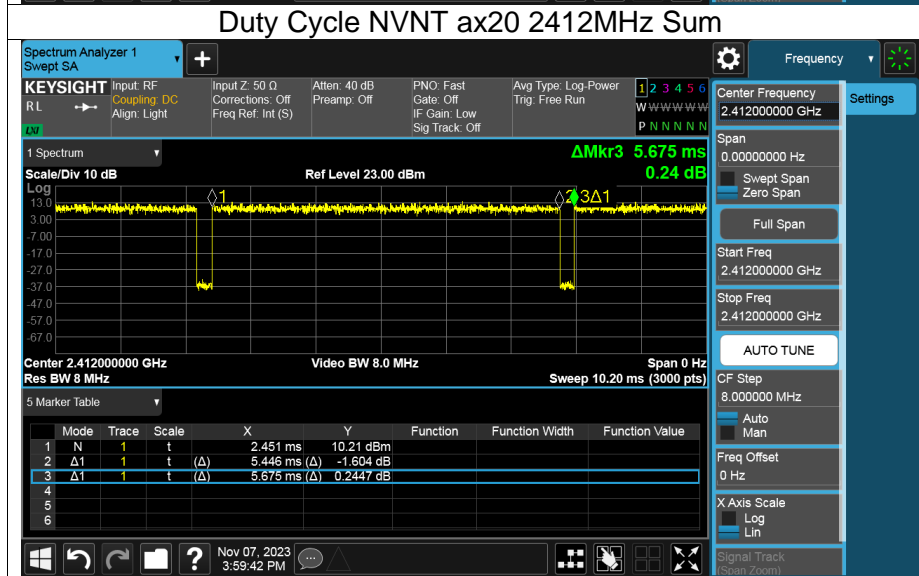 Duty Cycle NVNT ax20 2412MHz Sum
Spectrum Analyzer 1
Swept SA
+
Frequency
KEYSIGHT
RL
LXI
Input: RF
Coupling: DC
Align: Light
Input Z: 50 Ω
Corrections: Off
Freq Ref: Int (S)
Atten: 40 dB
Preamp: Off
PNO: Fast
Gate: Off
IF Gain: Low
Sig Track: Off
Avg Type: Log-Power
Trig: Free Run
1 2 3 4 5 6
W W W W W W
P N N N N N
Center Frequency
2.412000000 GHz
Settings
Span
0.00000000 Hz
Swept Span
Zero Span
Full Span
Start Freq
2.412000000 GHz
Stop Freq
2.412000000 GHz
AUTO TUNE
CF Step
8.000000 MHz
Auto
Man
Freq Offset
0 Hz
X Axis Scale
Log
Lin
Signal Track
(Span Zoom)
1 Spectrum
ΔMkr3 5.675 ms
0.24 dB
Scale/Div 10 dB
Ref Level 23.00 dBm
Log
13.0
3.00
-7.00
-17.0
-27.0
-37.0
-47.0
-57.0
-67.0
1
2
3Δ1
Center 2.412000000 GHz
Video BW 8.0 MHz
Span 0 Hz
Res BW 8 MHz
Sweep 10.20 ms (3000 pts)
5 Marker Table
Mode Trace Scale X Y Function Function Width Function Value
1 N 1 t 2.451 ms 10.21 dBm
2 Δ1 1 t (Δ) 5.446 ms (Δ) -1.604 dB
3 Δ1 1 t (Δ) 5.675 ms (Δ) 0.2447 dB
4
5
6
?
Nov 07, 2023
3:59:42 PM